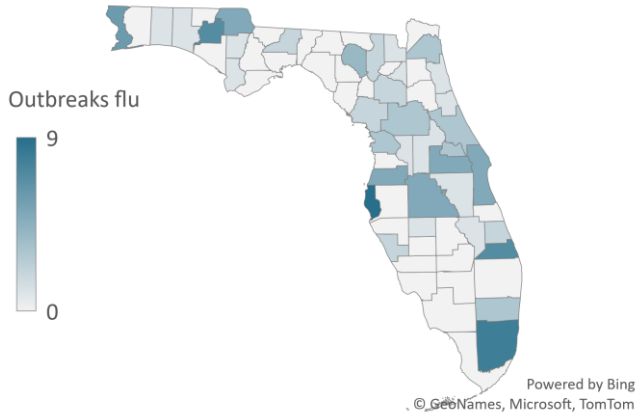 Outbreaks flu
9
0
Powered by Bing
© GeoNames, Microsoft, TomTom